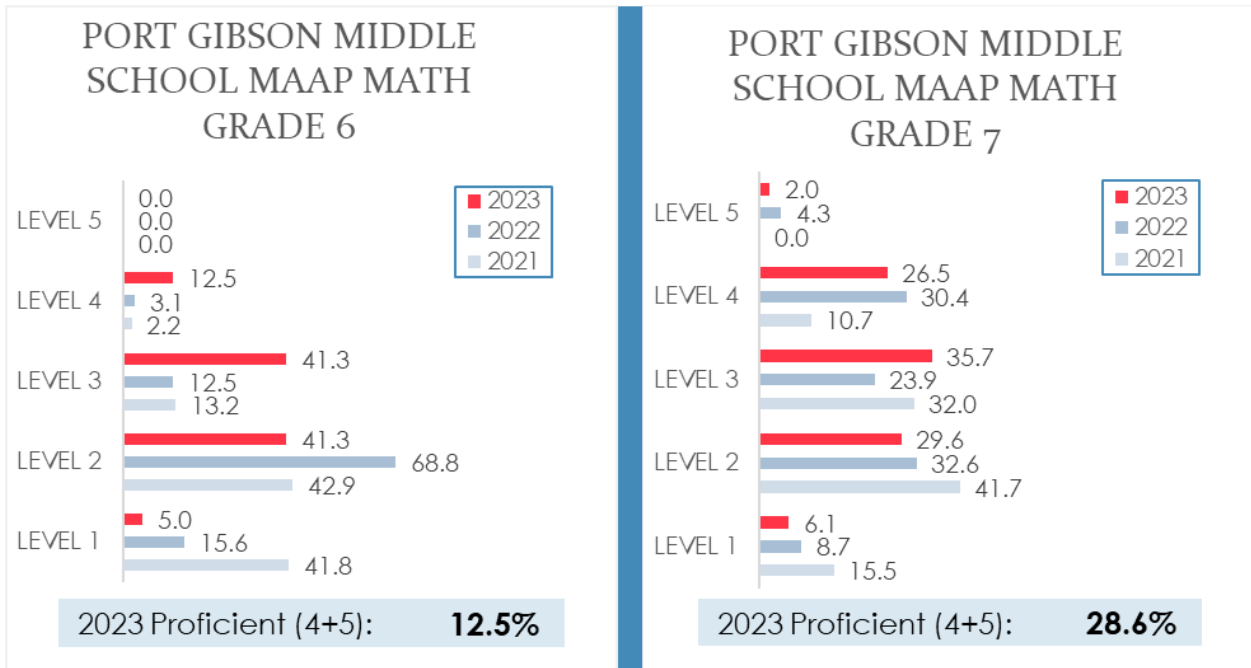 PORT GIBSON MIDDLE
SCHOOL MAAP MATH
GRADE 6
2023
2022
2021
LEVEL 5
0.0
0.0
0.0
LEVEL 4
12.5
3.1
2.2
LEVEL 3
41.3
12.5
13.2
LEVEL 2
41.3
68.8
42.9
LEVEL 1
5.0
15.6
41.8
2023 Proficient (4+5): 12.5%
PORT GIBSON MIDDLE
SCHOOL MAAP MATH
GRADE 7
2023
2022
2021
LEVEL 5
2.0
4.3
0.0
LEVEL 4
26.5
30.4
10.7
LEVEL 3
35.7
23.9
32.0
LEVEL 2
29.6
32.6
41.7
LEVEL 1
6.1
8.7
15.5
2023 Proficient (4+5): 28.6%